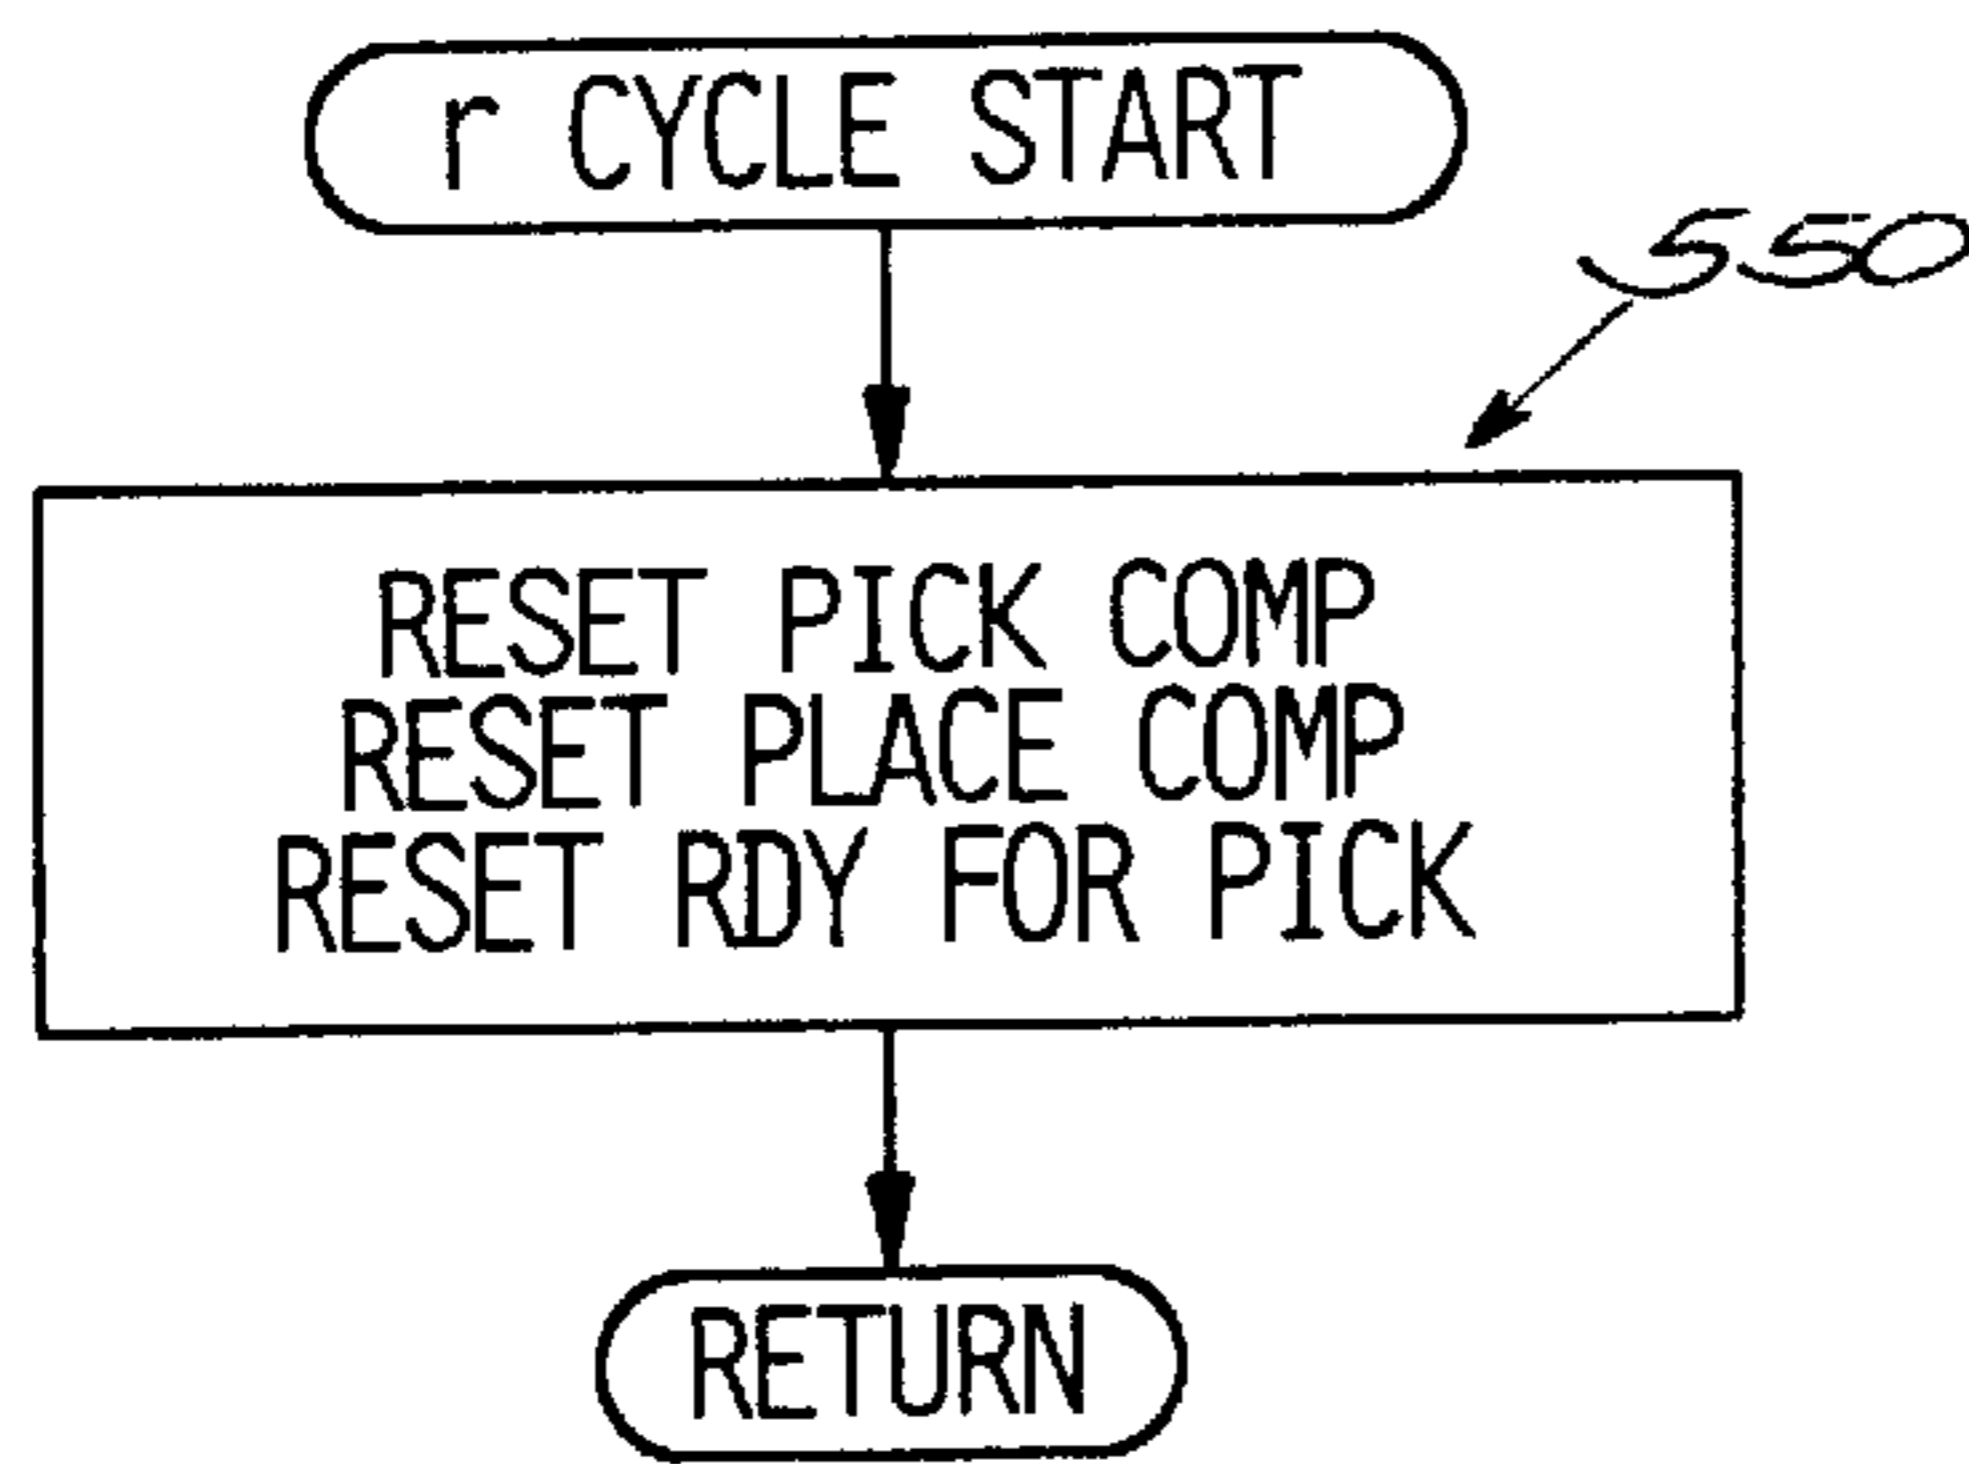 r CYCLE START
550
RESET PICK COMP
RESET PLACE COMP
RESET RDY FOR PICK
RETURN